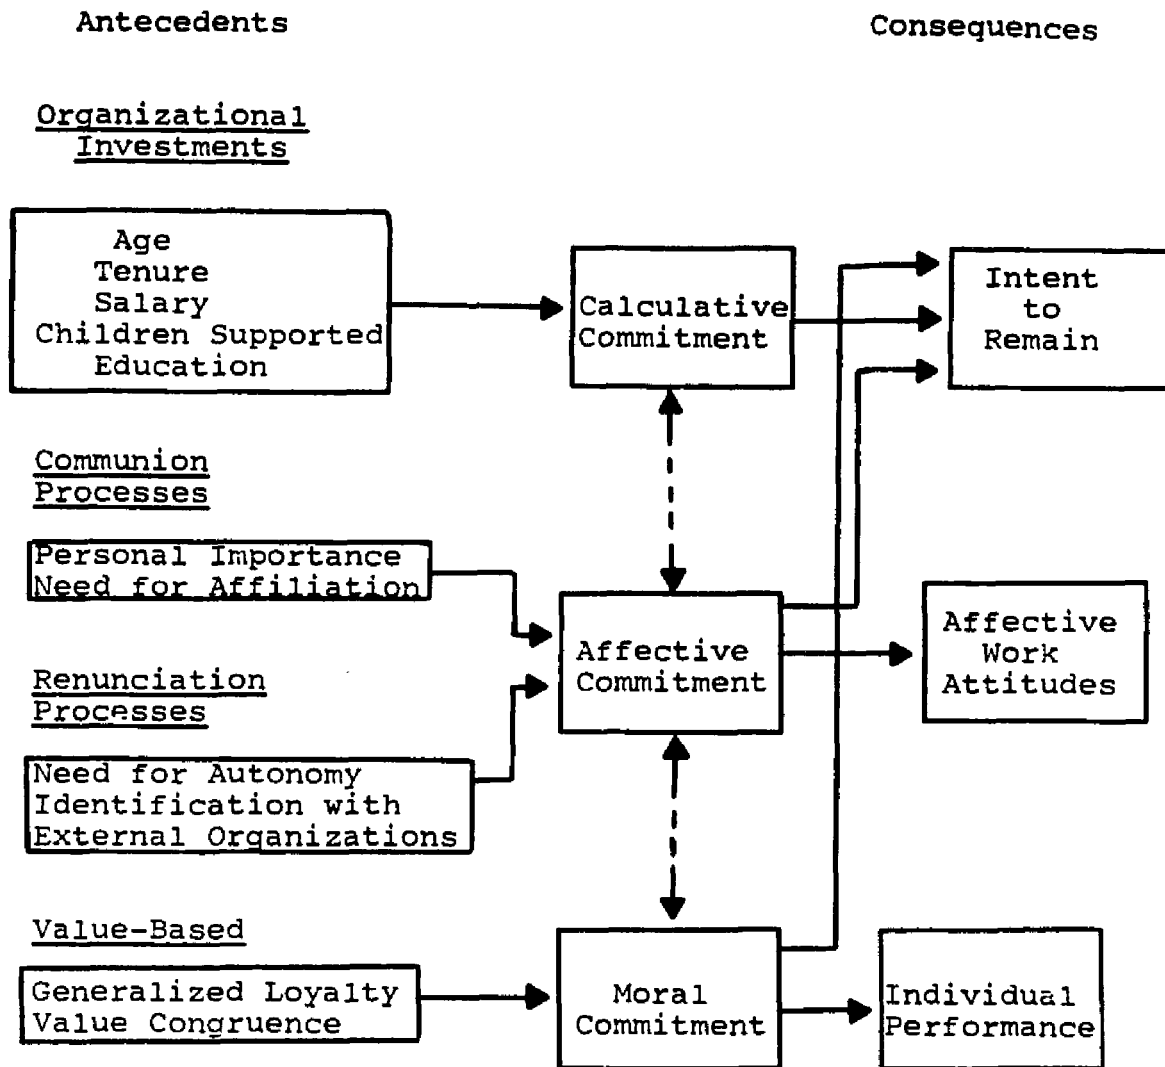 Antecedents
Consequences
Organizational
Investments
Age
Tenure
Salary
Children Supported
Education
Calculative
Commitment
Intent
to
Remain
Communion
Processes
Personal Importance
Need for Affiliation
Affective
Commitment
Affective
Work
Attitudes
Renunciation
Processes
Need for Autonomy
Identification with
External Organizations
Value-Based
Generalized Loyalty
Value Congruence
Moral
Commitment
Individual
Performance